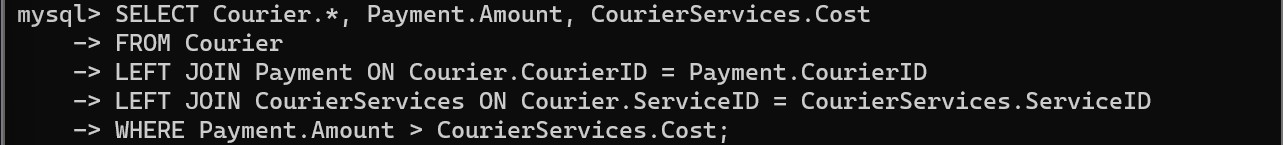 mysql> SELECT Courier.*, Payment.Amount, CourierServices.Cost
    -> FROM Courier
    -> LEFT JOIN Payment ON Courier.CourierID = Payment.CourierID
    -> LEFT JOIN CourierServices ON Courier.ServiceID = CourierServices.ServiceID
    -> WHERE Payment.Amount > CourierServices.Cost;